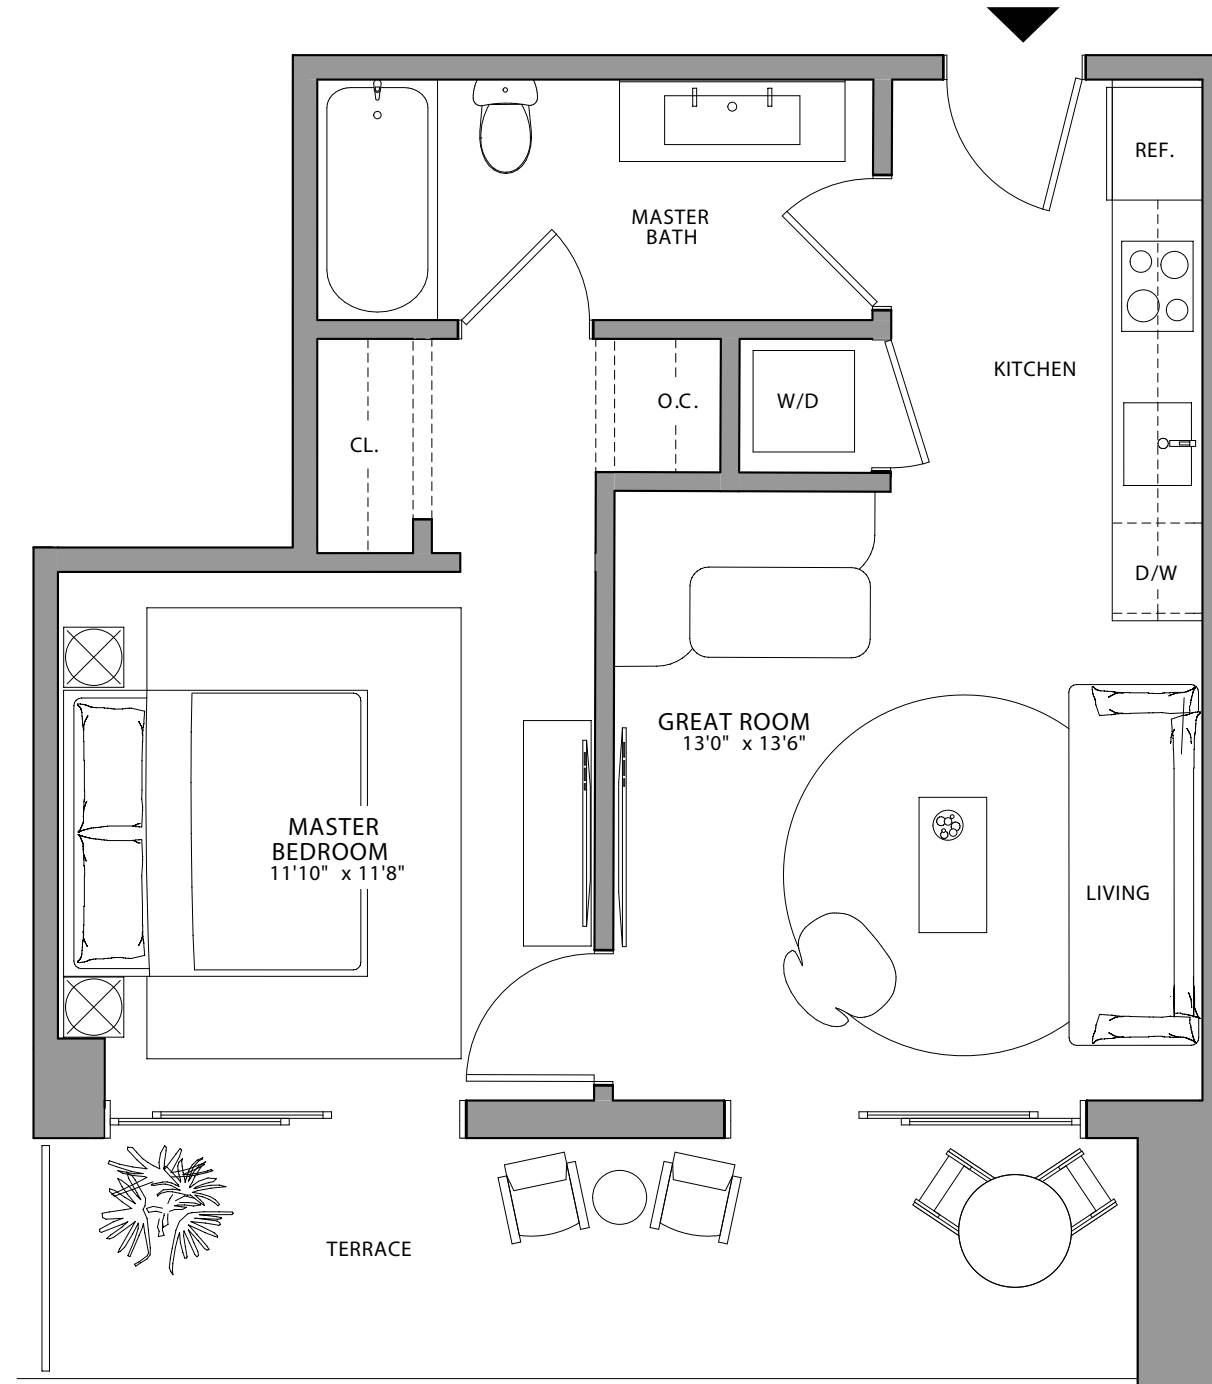 REF.
MASTER
BATH
KITCHEN
O.C.
W/D
CL.
D/W
GREAT ROOM
13'0" x 13'6"
MASTER
BEDROOM
11'10" x 11'8"
LIVING
TERRACE